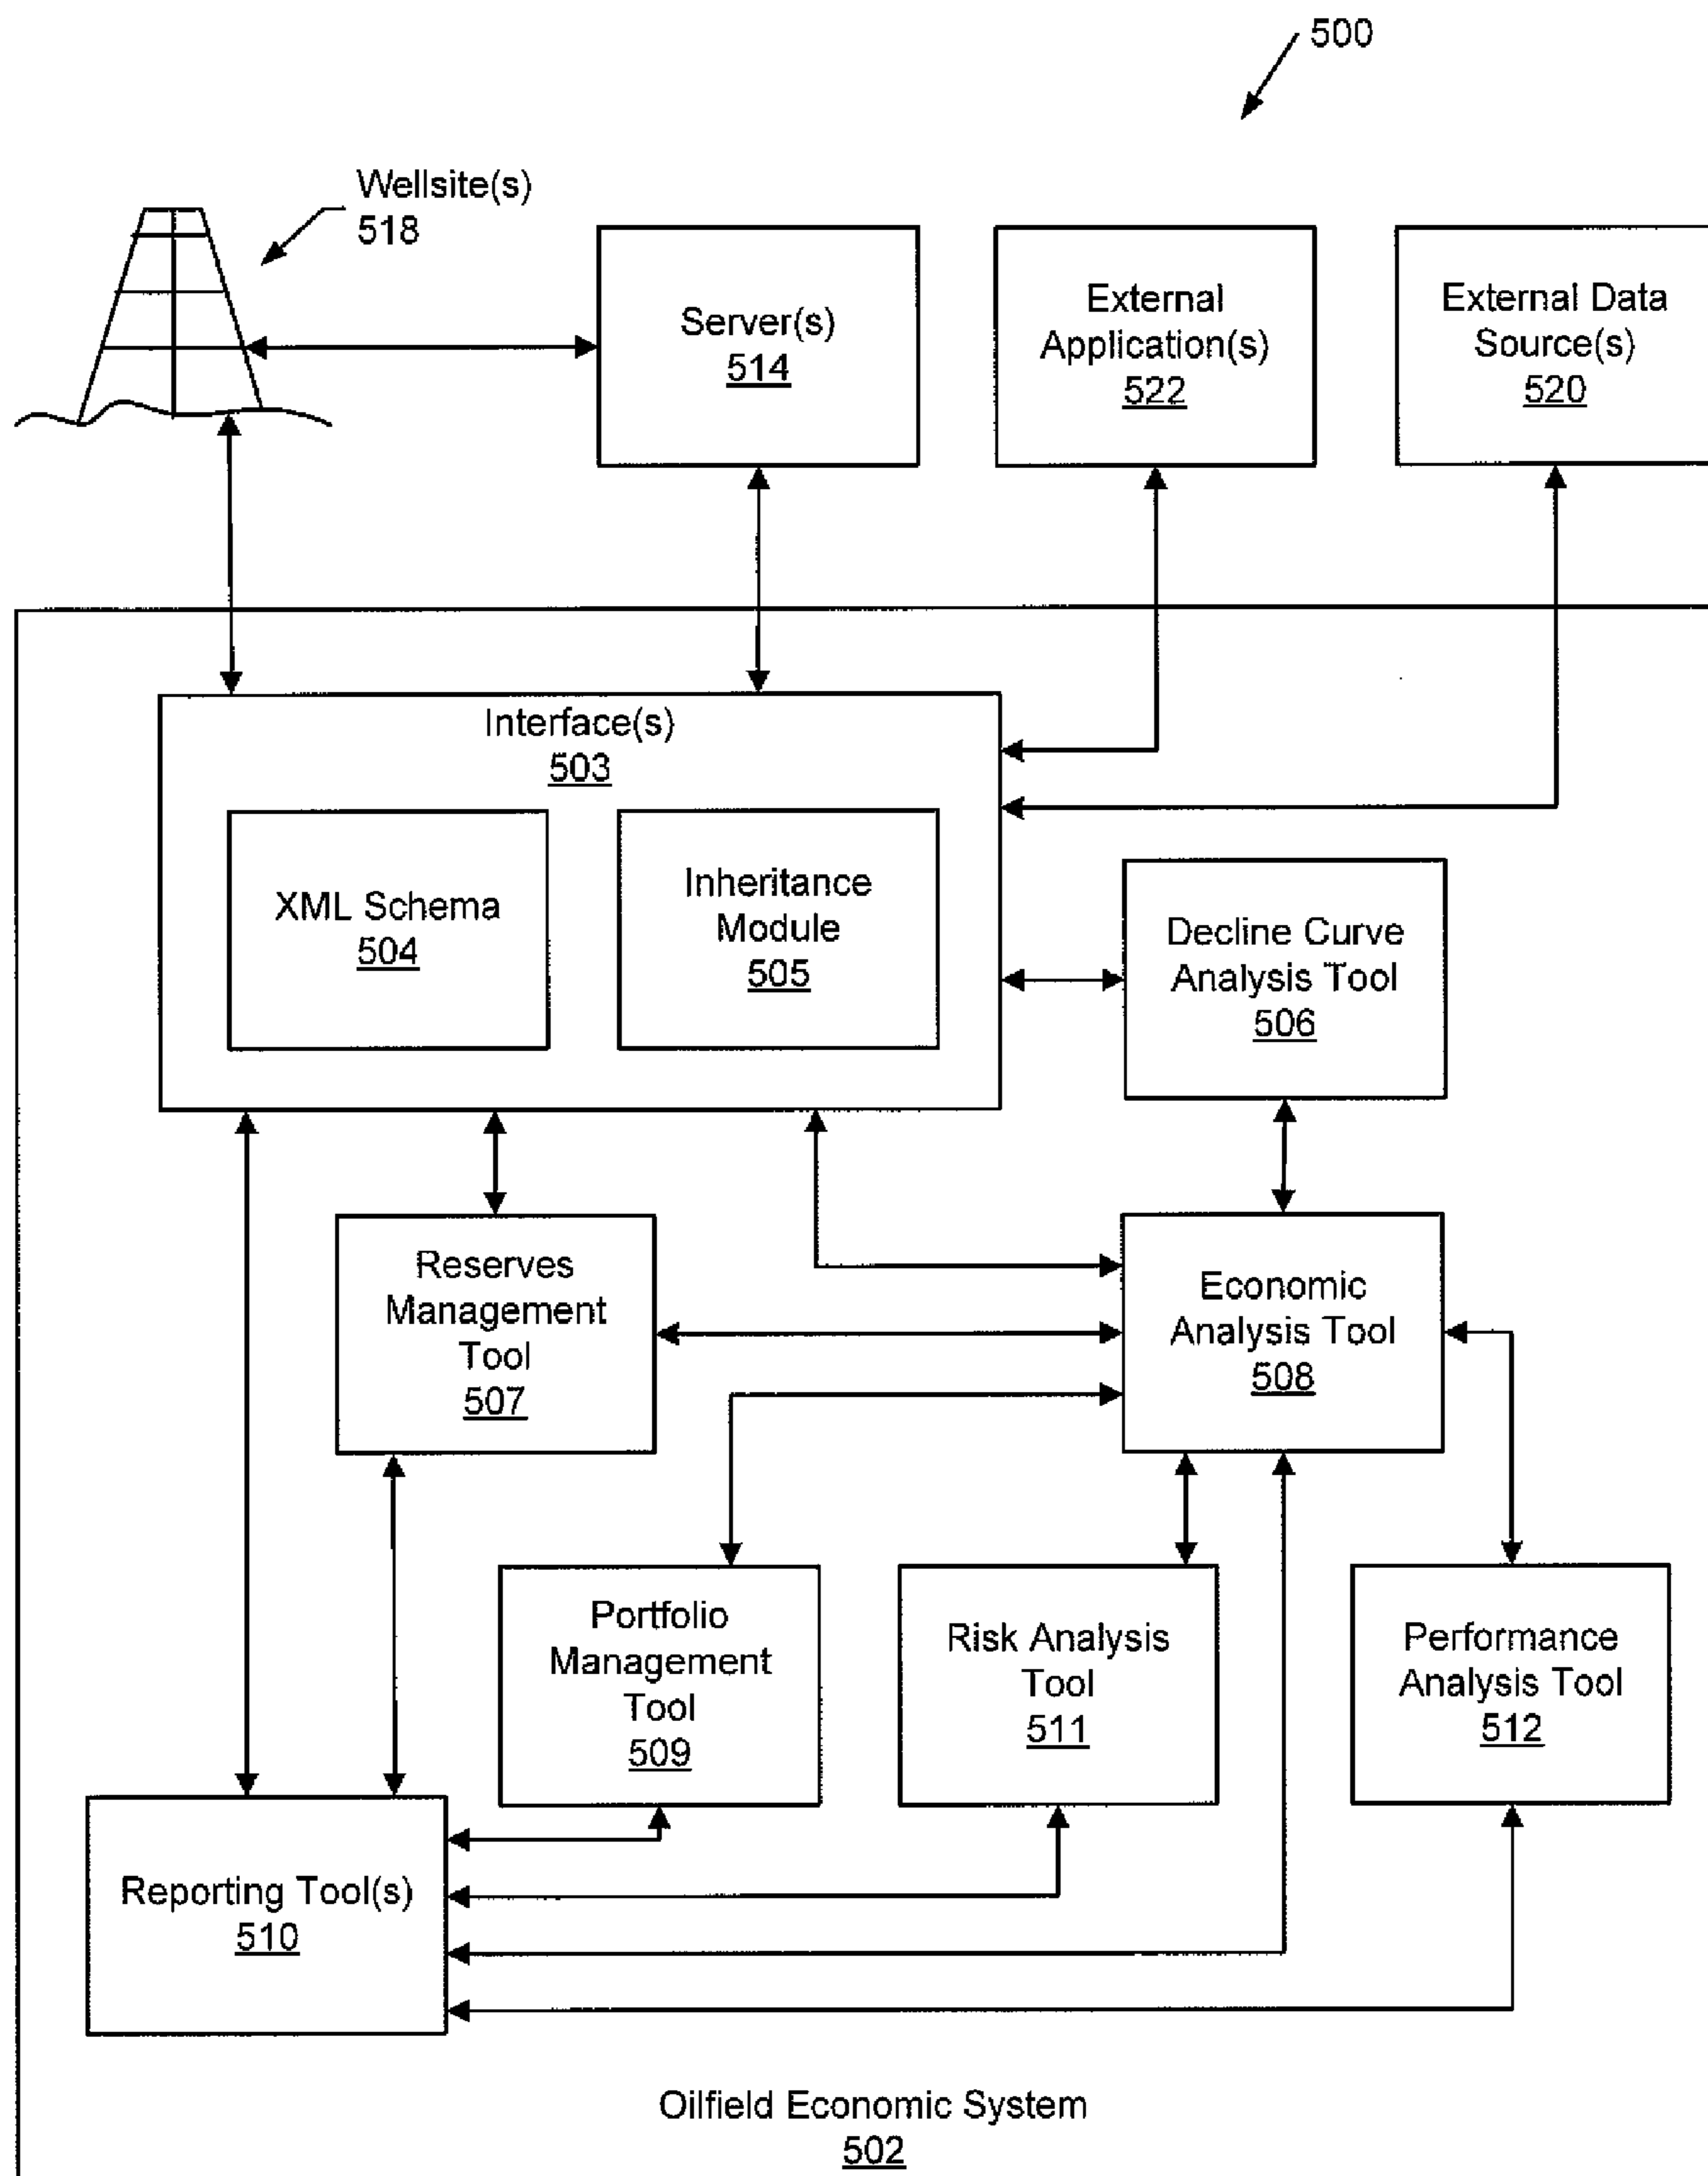 500
Wellsite(s)
518
Server(s)
514
External
Application(s)
522
External Data
Source(s)
520
Interface(s)
503
XML Schema
504
Inheritance
Module
505
Decline Curve
Analysis Tool
506
Reserves
Management
Tool
507
Economic
Analysis Tool
508
Portfolio
Management
Tool
509
Risk Analysis
Tool
511
Performance
Analysis Tool
512
Reporting Tool(s)
510
Oilfield Economic System
502